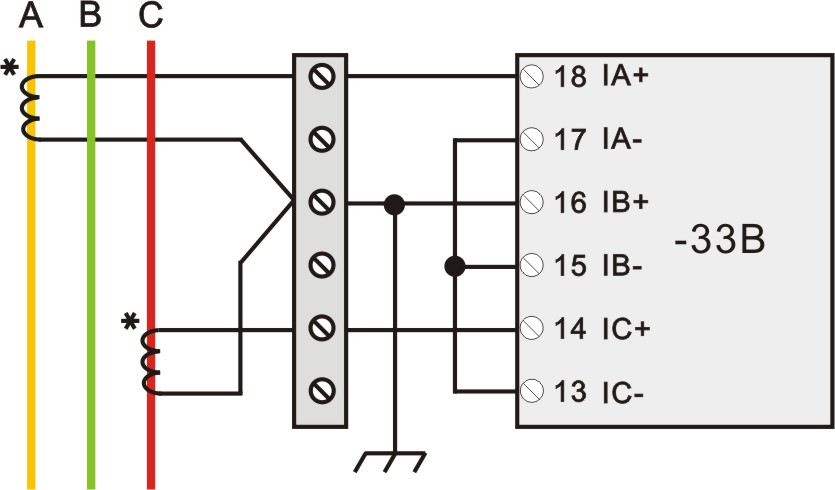 A B C
*
18 IA+
17 IA-
16 IB+
-33B
15 IB-
*
14 IC+
13 IC-